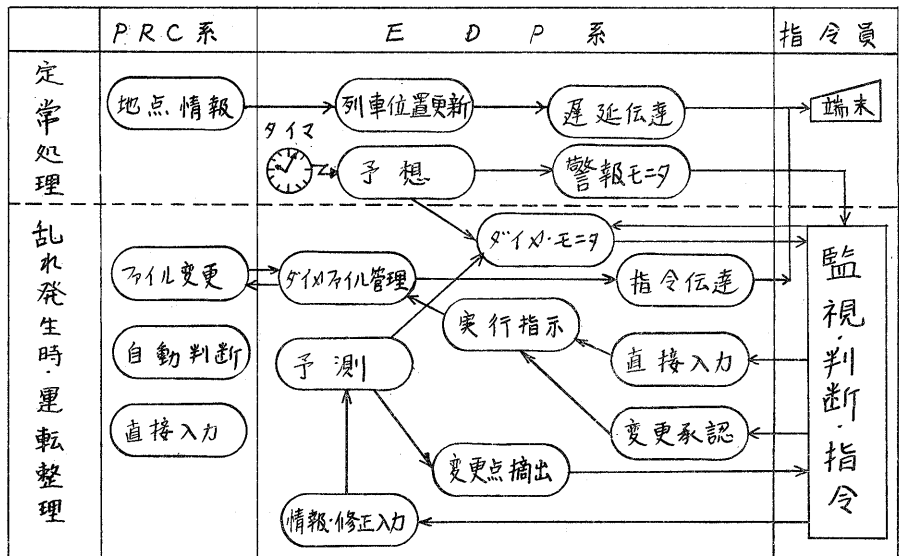 PRC系
EDP系
指令員
定常処理
地点情報
列車位置更新
遅延伝達
端末
タイマ
予想
警報モニタ
乱れ発生時・運転整理
ダイヤ・モニタ
ファイル変更
ダイヤファイル管理
指令伝達
監視・判断・指令
実行指示
自動判断
予測
直接入力
直接入力
変更承認
変更点摘出
情報・修正入力